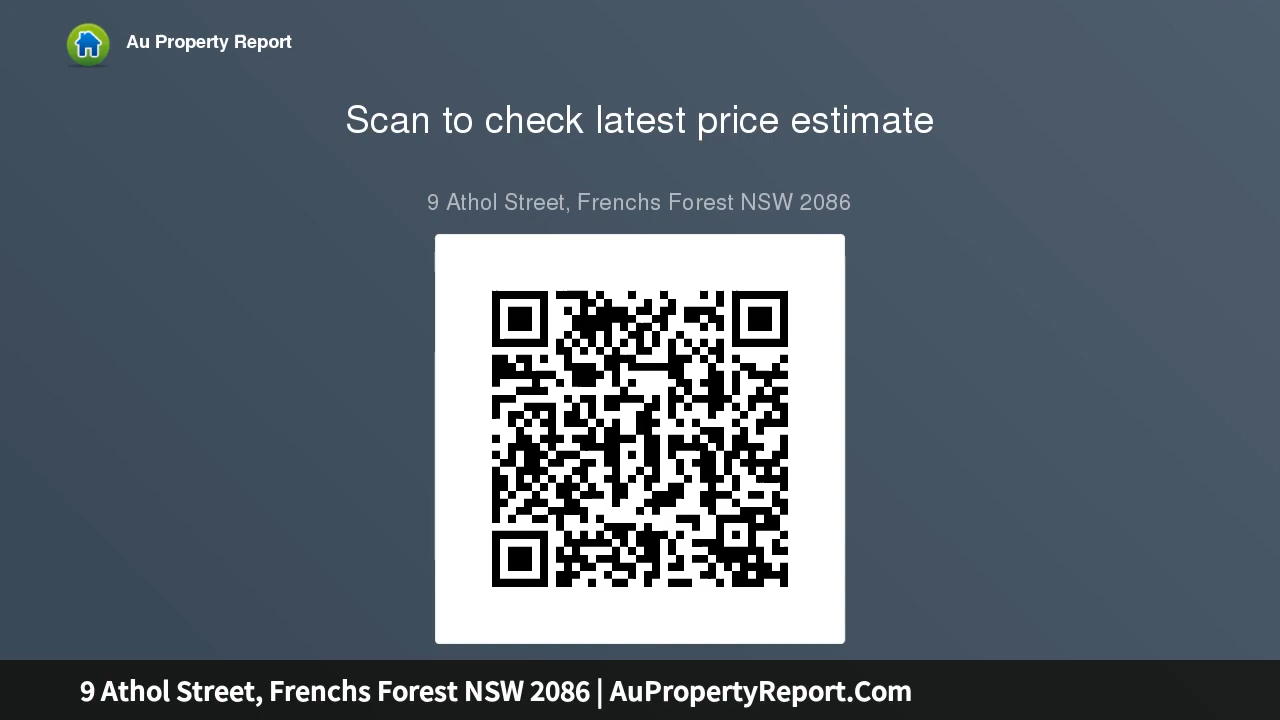 Au Property Report
Scan to check latest price estimate
9 Athol Street, Frenchs Forest NSW 2086
9 Athol Street, Frenchs Forest NSW 2086 | AuPropertyReport.Com